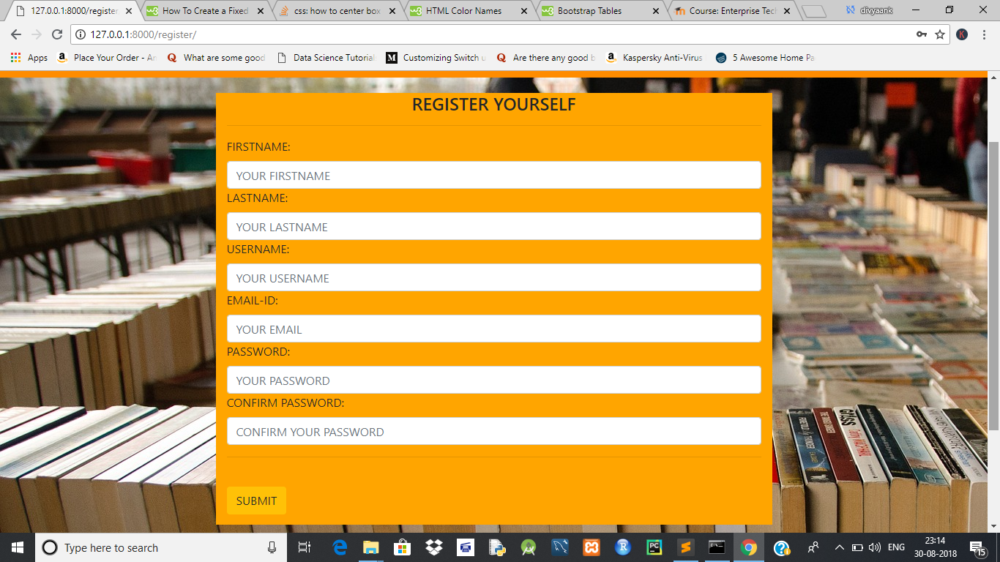 127.0.0.1:8000/register
How To Create a Fixed
css: how to center box
HTML Color Names
Bootstrap Tables
Course: Enterprise Tech
divyaank
127.0.0.1:8000/register/
K
Apps
Place Your Order - Am
What are some good
Data Science Tutorial
M
Customizing Switch u
Are there any good b
Kaspersky Anti-Virus
5 Awesome Home Pa
REGISTER YOURSELF
FIRSTNAME:
YOUR FIRSTNAME
LASTNAME:
YOUR LASTNAME
USERNAME:
YOUR USERNAME
EMAIL-ID:
YOUR EMAIL
PASSWORD:
YOUR PASSWORD
CONFIRM PASSWORD:
CONFIRM YOUR PASSWORD
SUBMIT
GLASS
Type here to search
ENG
23:14
30-08-2018
15